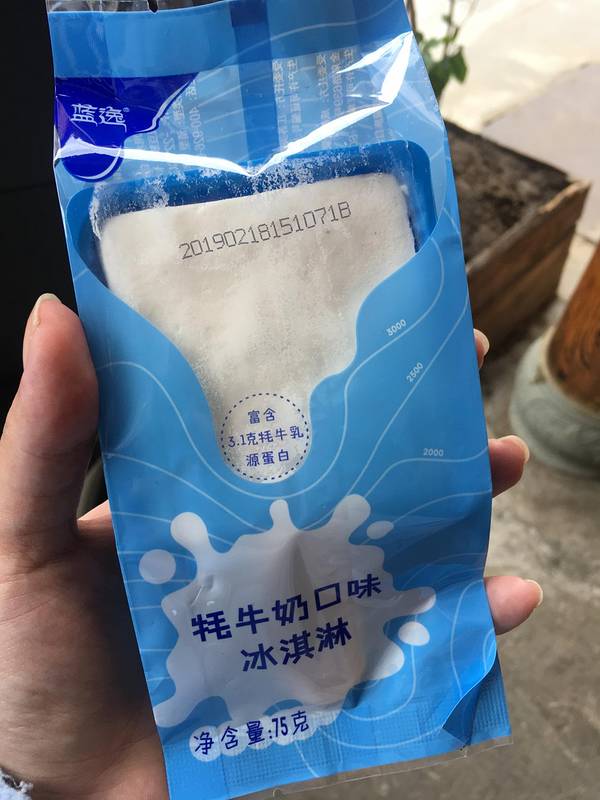 蓝逸
20190218151071B
3000
2500
2000
富含
3.1克牦牛乳
源蛋白
牦牛奶口味
冰淇淋
净含量:75克